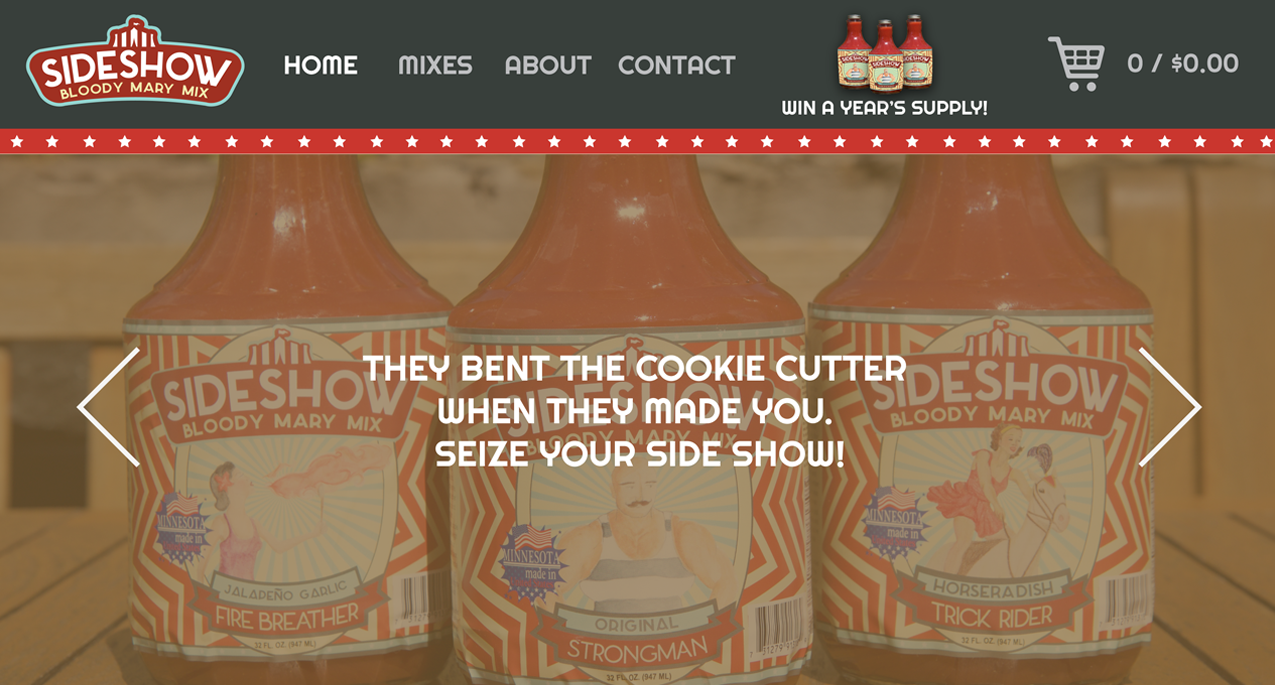 SIDESHOW
BLOODY MARY MIX
HOME MIXES ABOUT CONTACT
WIN A YEAR'S SUPPLY!
0 / $0.00
THEY BENT THE COOKIE CUTTER
WHEN THEY MADE YOU.
SEIZE YOUR SIDE SHOW!
SIDESHOW
BLOODY MARY MIX
MINNESOTA
made in
JALAPEÑO GARLIC
FIRE BREATHER
32 FL. OZ. (947 ML)
SIDESHOW
BLOODY MARY MIX
MINNESOTA
made in
ORIGINAL
STRONGMAN
32 FL. OZ. (947 ML)
SIDESHOW
BLOODY MARY MIX
MINNESOTA
made in
HORSERADISH
TRICK RIDER
32 FL. OZ. (947 ML)